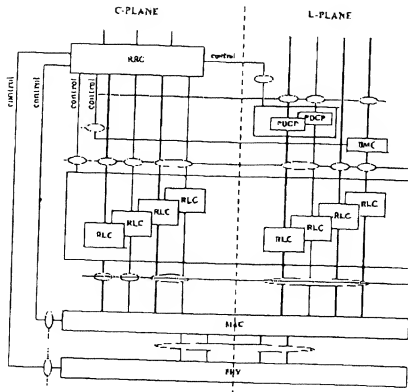 C-PLANE
L-PLANE
RRC
control
control
control
control
control
PDCP
PDCP
BMC
RLC
RLC
RLC
RLC
RLC
RLC
RLC
RLC
MAC
PHY